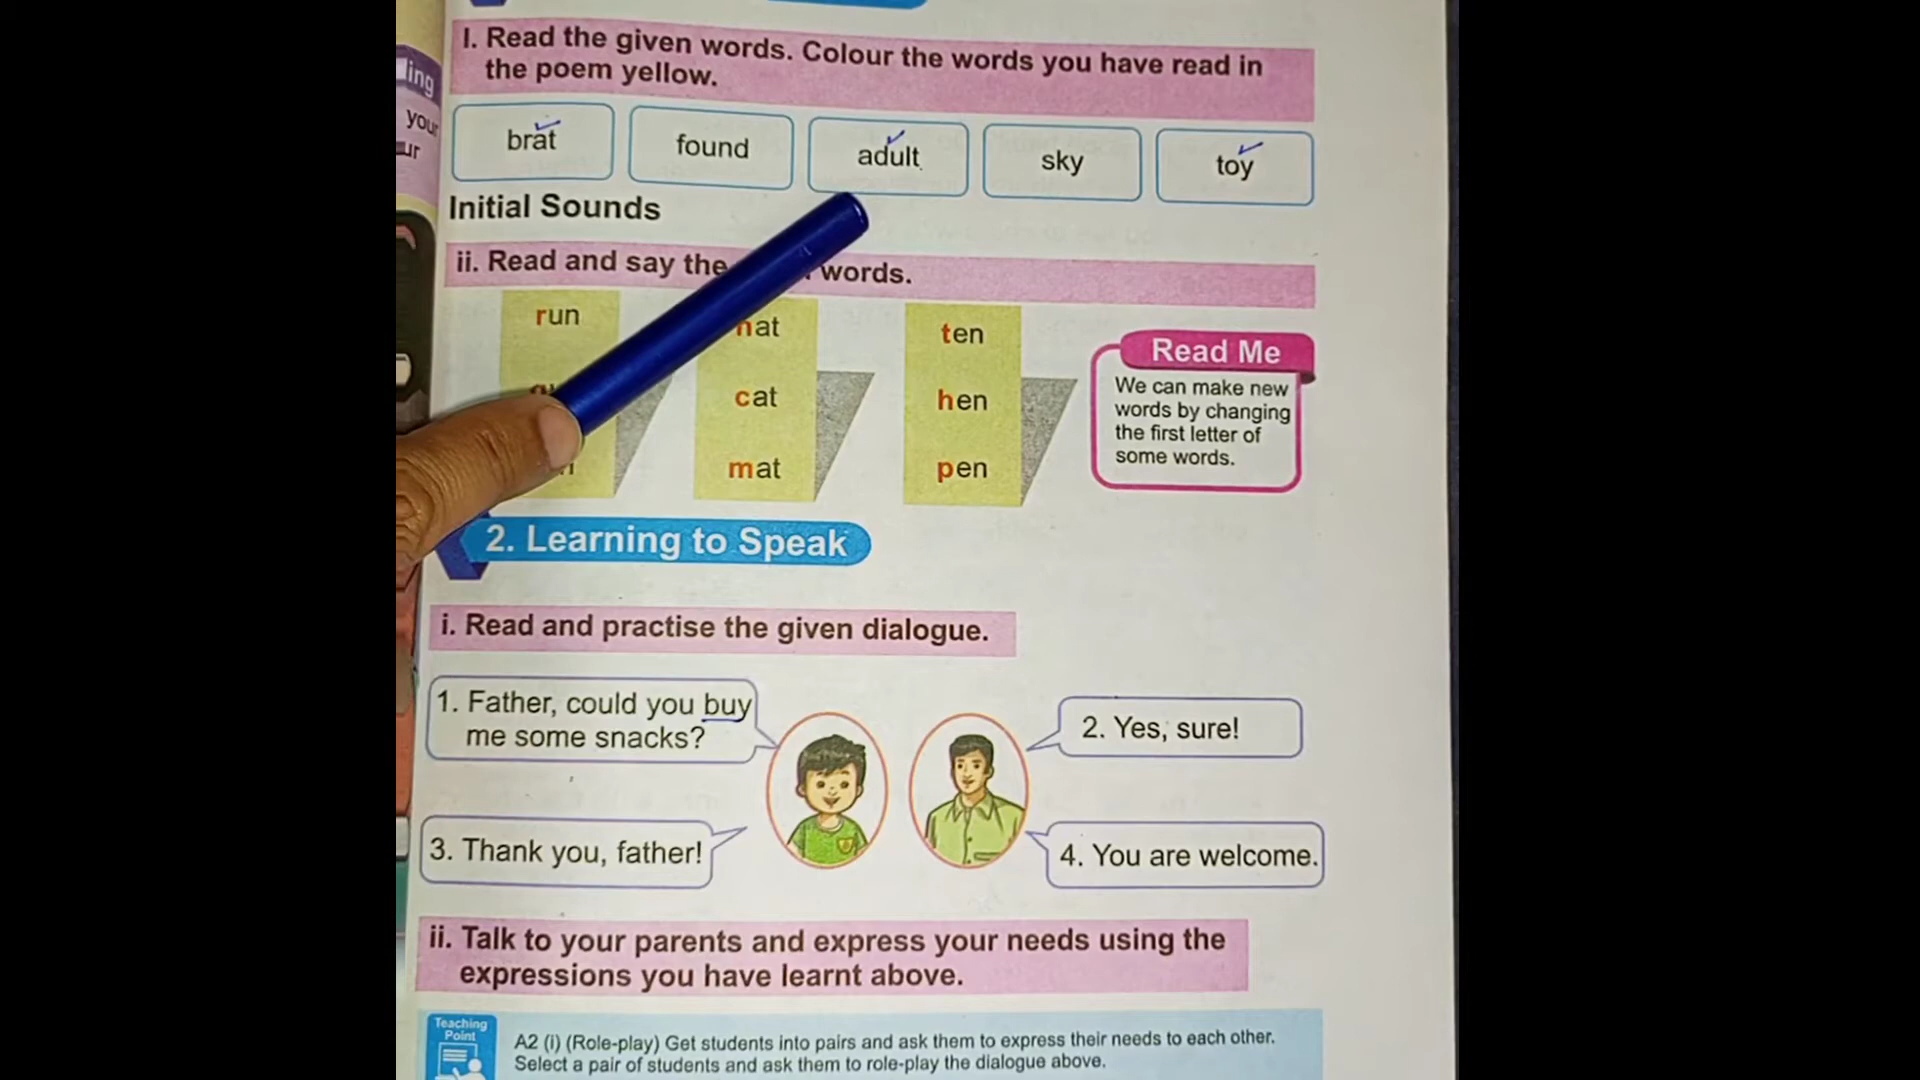 ing
your
ur
I. Read the given words. Colour the words you have read in
the poem yellow.
brat found adult sky toy
Initial Sounds
ii. Read and say the words.
run
at
ten
cat
hen
mat
pen
Read Me
We can make new
words by changing
the first letter of
some words.
2. Learning to Speak
i. Read and practise the given dialogue.
1. Father, could you buy
me some snacks?
2. Yes, sure!
3. Thank you, father!
4. You are welcome.
ii. Talk to your parents and express your needs using the
expressions you have learnt above.
Teaching
Point
A2 (i) (Role-play) Get students into pairs and ask them to express their needs to each other.
Select a pair of students and ask them to role-play the dialogue above.